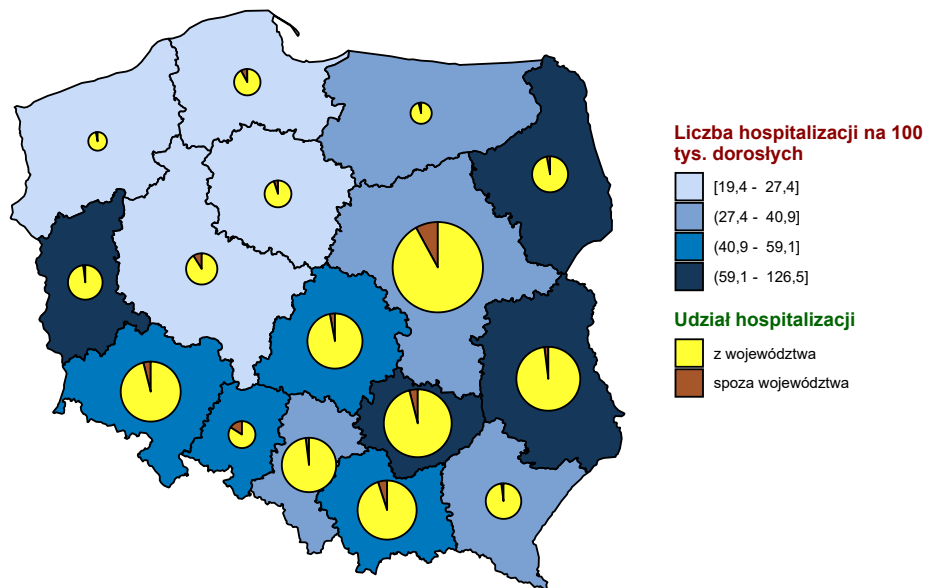 Liczba hospitalizacji na 100
tys. dorosłych
[19,4 - 27,4]
(27,4 - 40,9]
(40,9 - 59,1]
(59,1 - 126,5]
Udział hospitalizacji
z województwa
spoza województwa